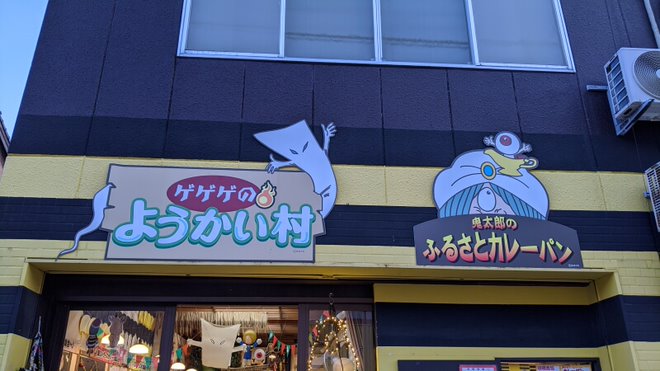 ゲゲゲの
ようかい村
鬼太郎の
ふるさとカレーパン